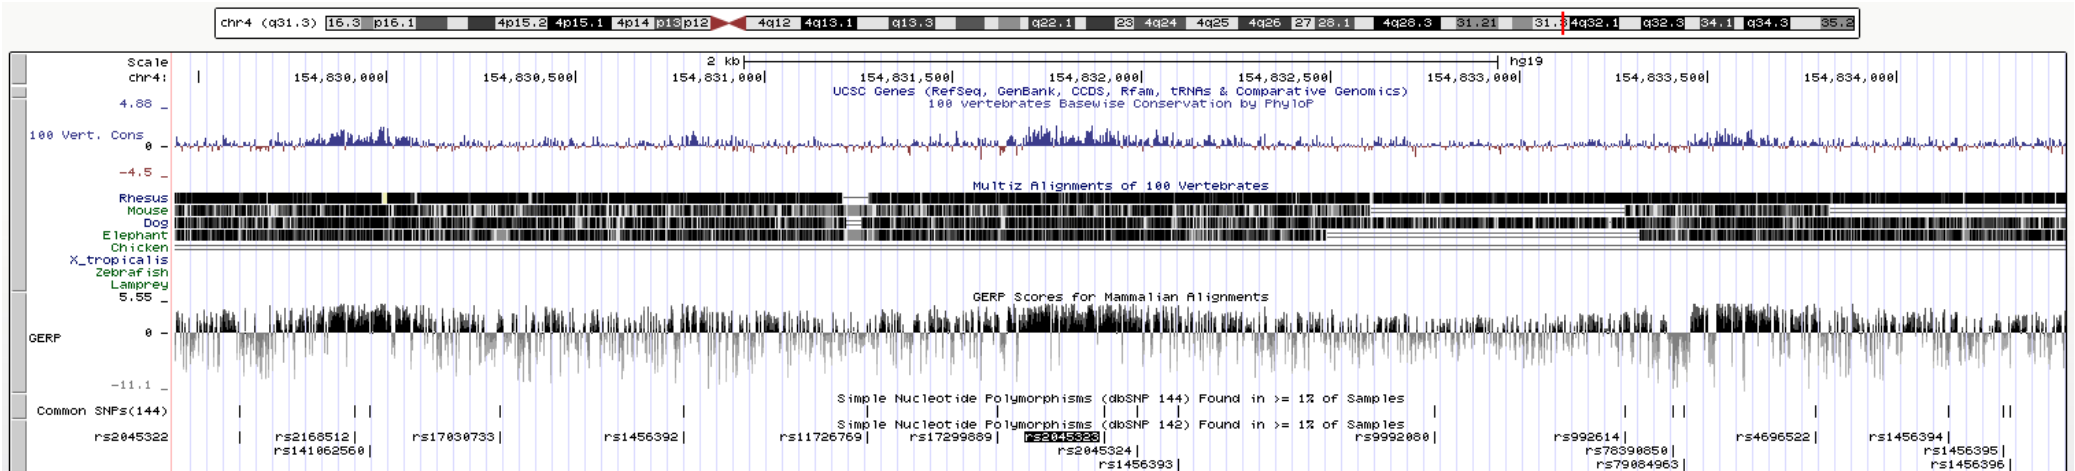 chr4 (q31.3) 16.3 p16.1 4p15.2 4p15.1 4p14 p13 p12 4q12 4q13.1 q13.3 q22.1 23 4q24 4q25 4q26 27 28.1 4q28.3 31.21 31.3 4q32.1 q32.3 34.1 q34.3 35.2
Scale 2 kb hg19
chr4: 154,830,000 154,830,500 154,831,000 154,831,500 154,832,000 154,832,500 154,833,000 154,833,500 154,834,000
UCSC Genes (RefSeq, GenBank, CCDS, Rfam, tRNAs & Comparative Genomics)
4.88 _ 100 vertebrates Basewise Conservation by PhyloP
100 Vert. Cons
0 -
-4.5 _
Multiz Alignments of 100 Vertebrates
Rhesus
Mouse
Dog
Elephant
Chicken
X_tropicalis
Zebrafish
Lamprey
5.55 _ GERP Scores for Mammalian Alignments
0 -
GERP
-11.1 _
Simple Nucleotide Polymorphisms (dbSNP 144) Found in >= 1% of Samples
Common SNPs(144)
Simple Nucleotide Polymorphisms (dbSNP 142) Found in >= 1% of Samples
rs2045322 rs2168512 rs17030733 rs1456392 rs11726769 rs17299889 rs2045323 rs9992080 rs992614 rs4696522 rs1456394
rs141062560 rs2045324 rs78390850 rs1456395
rs1456393 rs79084963 rs1456396